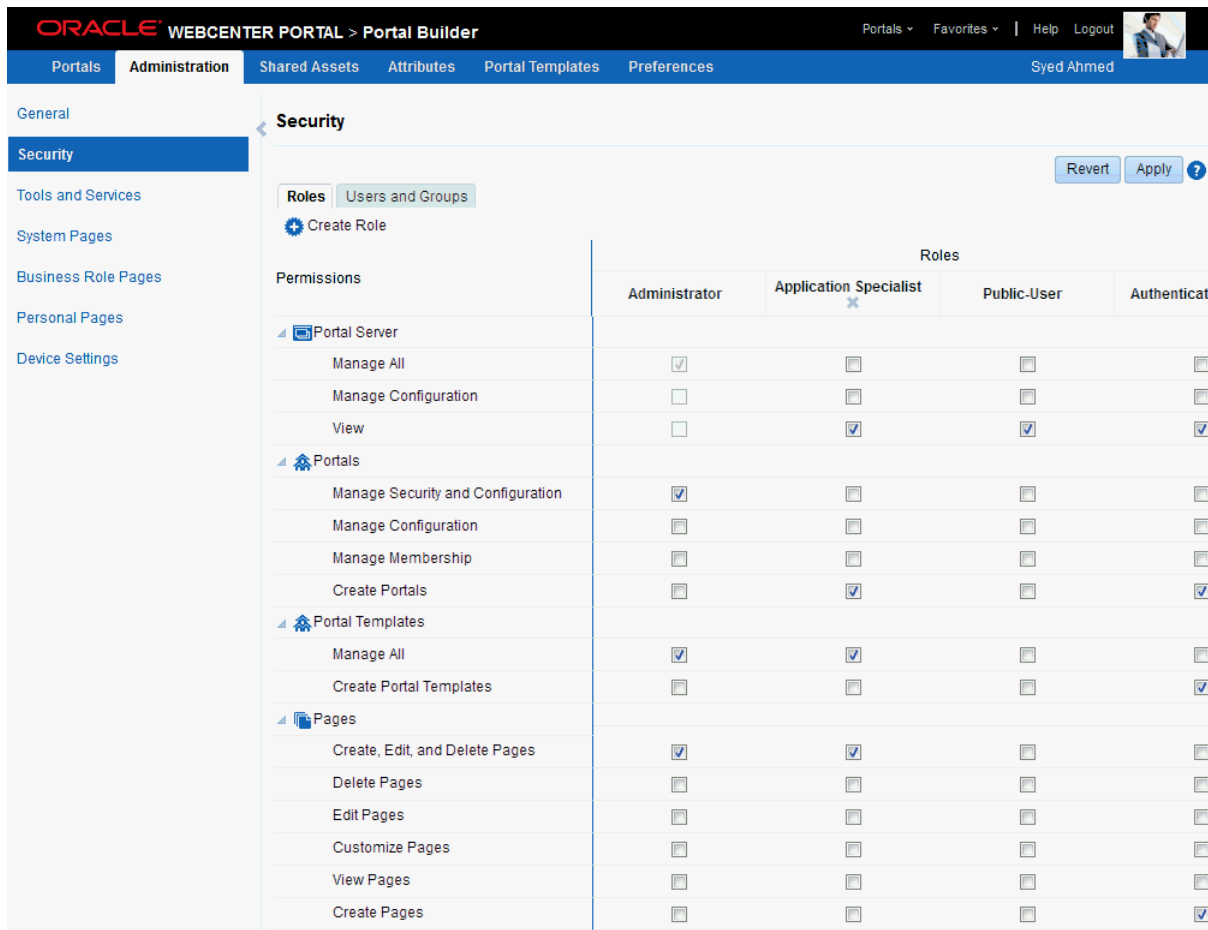 ORACLE WEBCENTER PORTAL > Portal Builder
Portals Favorites | Help Logout
Portals Administration Shared Assets Attributes Portal Templates Preferences Syed Ahmed
General
Security
Tools and Services
System Pages
Business Role Pages
Personal Pages
Device Settings
Security
Revert Apply ?
Roles Users and Groups
Create Role
Roles
Permissions
Administrator Application Specialist Public-User Authenticat
Portal Server
Manage All
Manage Configuration
View
Portals
Manage Security and Configuration
Manage Configuration
Manage Membership
Create Portals
Portal Templates
Manage All
Create Portal Templates
Pages
Create, Edit, and Delete Pages
Delete Pages
Edit Pages
Customize Pages
View Pages
Create Pages